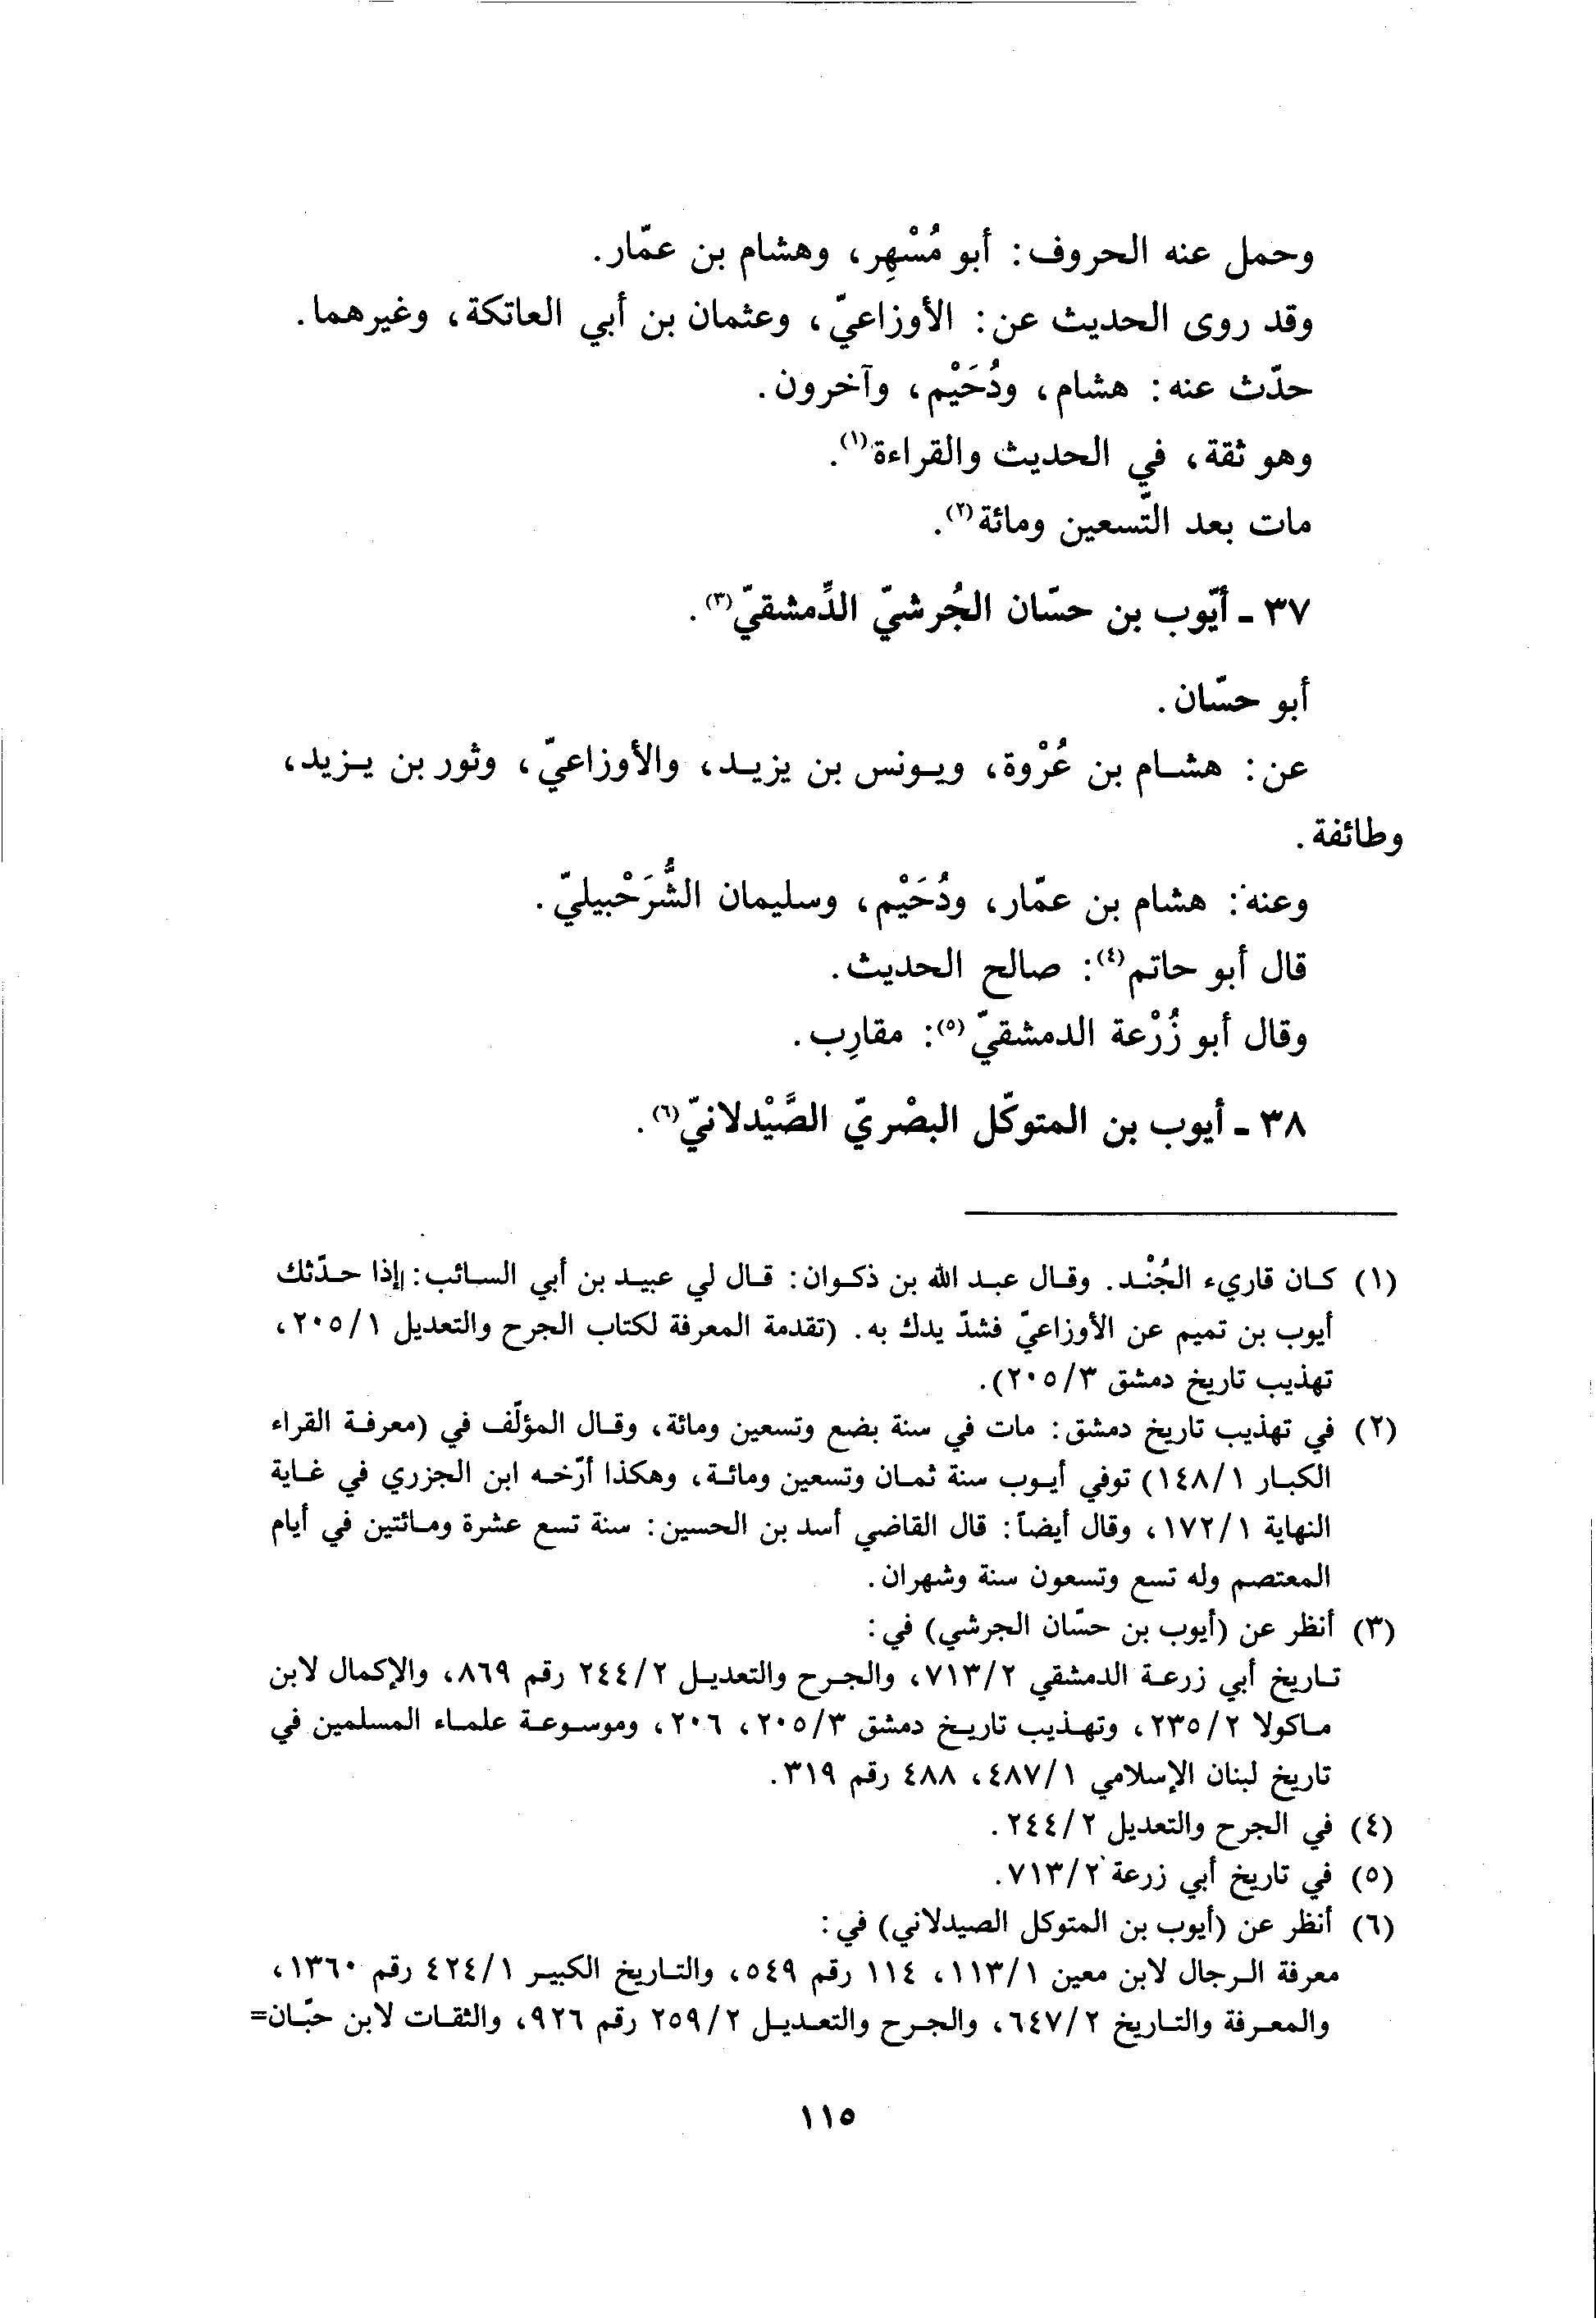 وحمل عنه الحروف: أبو مُسْهِر، وهشام بن عمّار.
وقد روى الحديث عن: الأوزاعيّ، وعثمان بن أبي العاتكة، وغيرهما.
حدّث عنه: هشام، ودُحَيْم، وآخرون.
وهو ثقة، في الحديث والقراءة(١).
مات بعد التّسعين ومائة(٢).
٣٧ - أيّوب بن حسّان الجُرشيّ الدِّمشقيّ(٣).
أبو حسّان.
عن: هشام بن عُرْوة، ويونس بن يزيد، والأوزاعيّ، وثور بن يزيد،
وطائفة.
وعنه: هشام بن عمّار، ودُحَيْم، وسليمان الشُّرَحْبيليّ.
قال أبو حاتم(٤): صالح الحديث.
وقال أبو زُرْعة الدمشقيّ(٥): مقارِب.
٣٨ - أيوب بن المتوكّل البصْريّ الصَّيْدلانيّ(٦).
(١) كان قاريء الجُنْد. وقال عبد الله بن ذكوان: قال لي عبيد بن أبي السائب: إذا حدّثك
أيوب بن تميم عن الأوزاعيّ فشدّ يدك به. (تقدمة المعرفة لكتاب الجرح والتعديل ٢٠٥/١،
تهذيب تاريخ دمشق ٢٠٥/٣).
(٢) في تهذيب تاريخ دمشق: مات في سنة بضع وتسعين ومائة، وقال المؤلّف في (معرفة القراء
الكبار ١٤٨/١) توفي أيوب سنة ثمان وتسعين ومائة، وهكذا أرّخه ابن الجزري في غاية
النهاية ١٧٢/١، وقال أيضاً: قال القاضي أسد بن الحسين: سنة تسع عشرة ومائتين في أيام
المعتصم وله تسع وتسعون سنة وشهران.
(٣) أنظر عن (أيوب بن حسّان الجرشي) في:
تاريخ أبي زرعة الدمشقي ٧١٣/٢، والجرح والتعديل ٢٤٤/٢ رقم ٨٦٩، والإكمال لابن
ماكولا ٢٣٥/٢، وتهذيب تاريخ دمشق ٢٠٥/٣، ٢٠٦، وموسوعة علماء المسلمين في
تاريخ لبنان الإسلامي ٤٨٧/١، ٤٨٨ رقم ٣١٩.
(٤) في الجرح والتعديل ٢٤٤/٢.
(٥) في تاريخ أبي زرعة ٧١٣/٢.
(٦) أنظر عن (أيوب بن المتوكل الصيدلاني) في:
معرفة الرجال لابن معين ١١٣/١، ١١٤ رقم ٥٤٩، والتاريخ الكبير ٤٢٤/١ رقم ١٣٦٠،
والمعرفة والتاريخ ٦٤٧/٢، والجرح والتعديل ٢٥٩/٢ رقم ٩٢٦، والثقات لابن حبّان=
١١٥